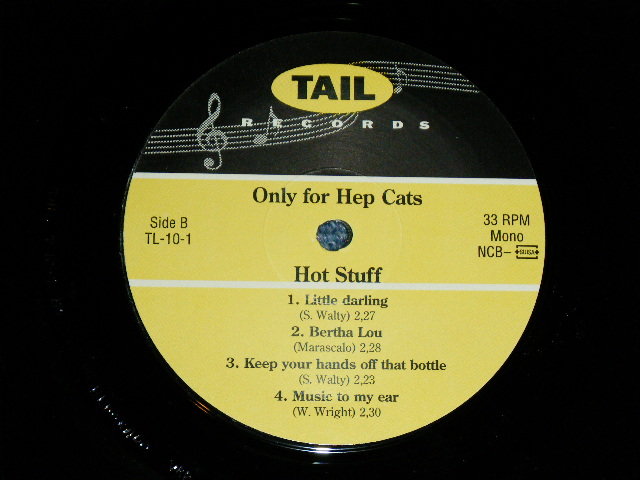 TAIL
RECORDS
Only for Hep Cats
Side B
TL-10-1
33 RPM
Mono
NCB– SUISA
Hot Stuff
1. Little darling
(S. Walty) 2,27
2. Bertha Lou
(Marascalo) 2,28
3. Keep your hands off that bottle
(S. Walty) 2,23
4. Music to my ear
(W. Wright) 2,30